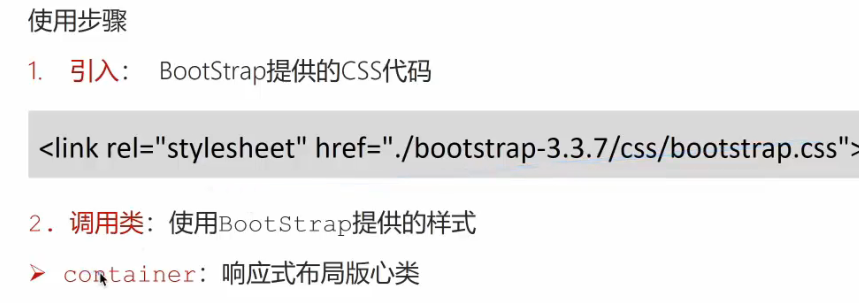 使用步骤
1. 引入： BootStrap提供的CSS代码
<link rel="stylesheet" href="./bootstrap-3.3.7/css/bootstrap.css">
2. 调用类：使用BootStrap提供的样式
➢ container：响应式布局版心类